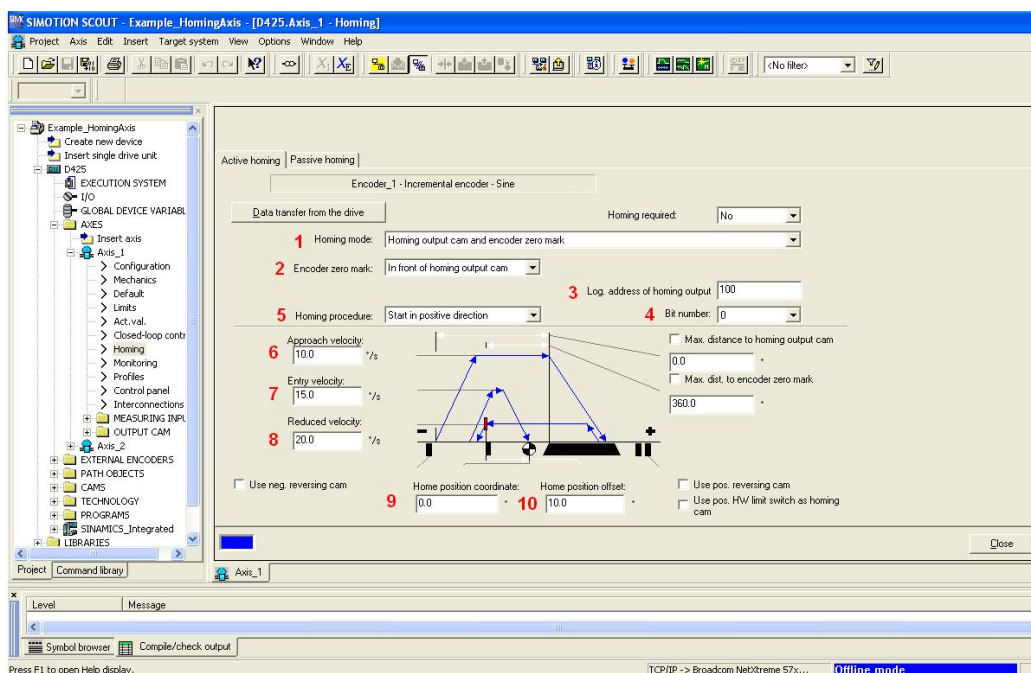 SIMOTION SCOUT - Example_HomingAxis - [D425.Axis_1 - Homing]
Project Axis Edit Insert Target system View Options Window Help
<No filter>
Example_HomingAxis
Create new device
Insert single drive unit
D425
EXECUTION SYSTEM
I/O
GLOBAL DEVICE VARIABL
AXES
Insert axis
Axis_1
Configuration
Mechanics
Default
Limits
Act.val.
Closed-loop contr
Homing
Monitoring
Profiles
Control panel
Interconnections
MEASURING INPU
OUTPUT CAM
Axis_2
EXTERNAL ENCODERS
PATH OBJECTS
CAMS
TECHNOLOGY
PROGRAMS
SINAMICS_Integrated
LIBRARIES
Project Command library
Active homing Passive homing
Encoder_1 - Incremental encoder - Sine
Data transfer from the drive
Homing required: No
1 Homing mode: Homing output cam and encoder zero mark
2 Encoder zero mark: In front of homing output cam
3 Log. address of homing output 100
4 Bit number: 0
5 Homing procedure: Start in positive direction
Approach velocity:
6 10.0 °/s
Entry velocity:
7 15.0 °/s
Reduced velocity:
8 20.0 °/s
- +
Max. distance to homing output cam
0.0 °
Max. dist. to encoder zero mark
360.0 °
Use neg. reversing cam
Home position coordinate:
9 0.0 °
Home position offset:
10 10.0 °
Use pos. reversing cam
Use pos. HW limit switch as homing
cam
Close
Axis_1
Level Message
Symbol browser Compile/check output
Press F1 to open Help display.
TCP/IP -> Broadcom NetXtreme 57x... Offline mode